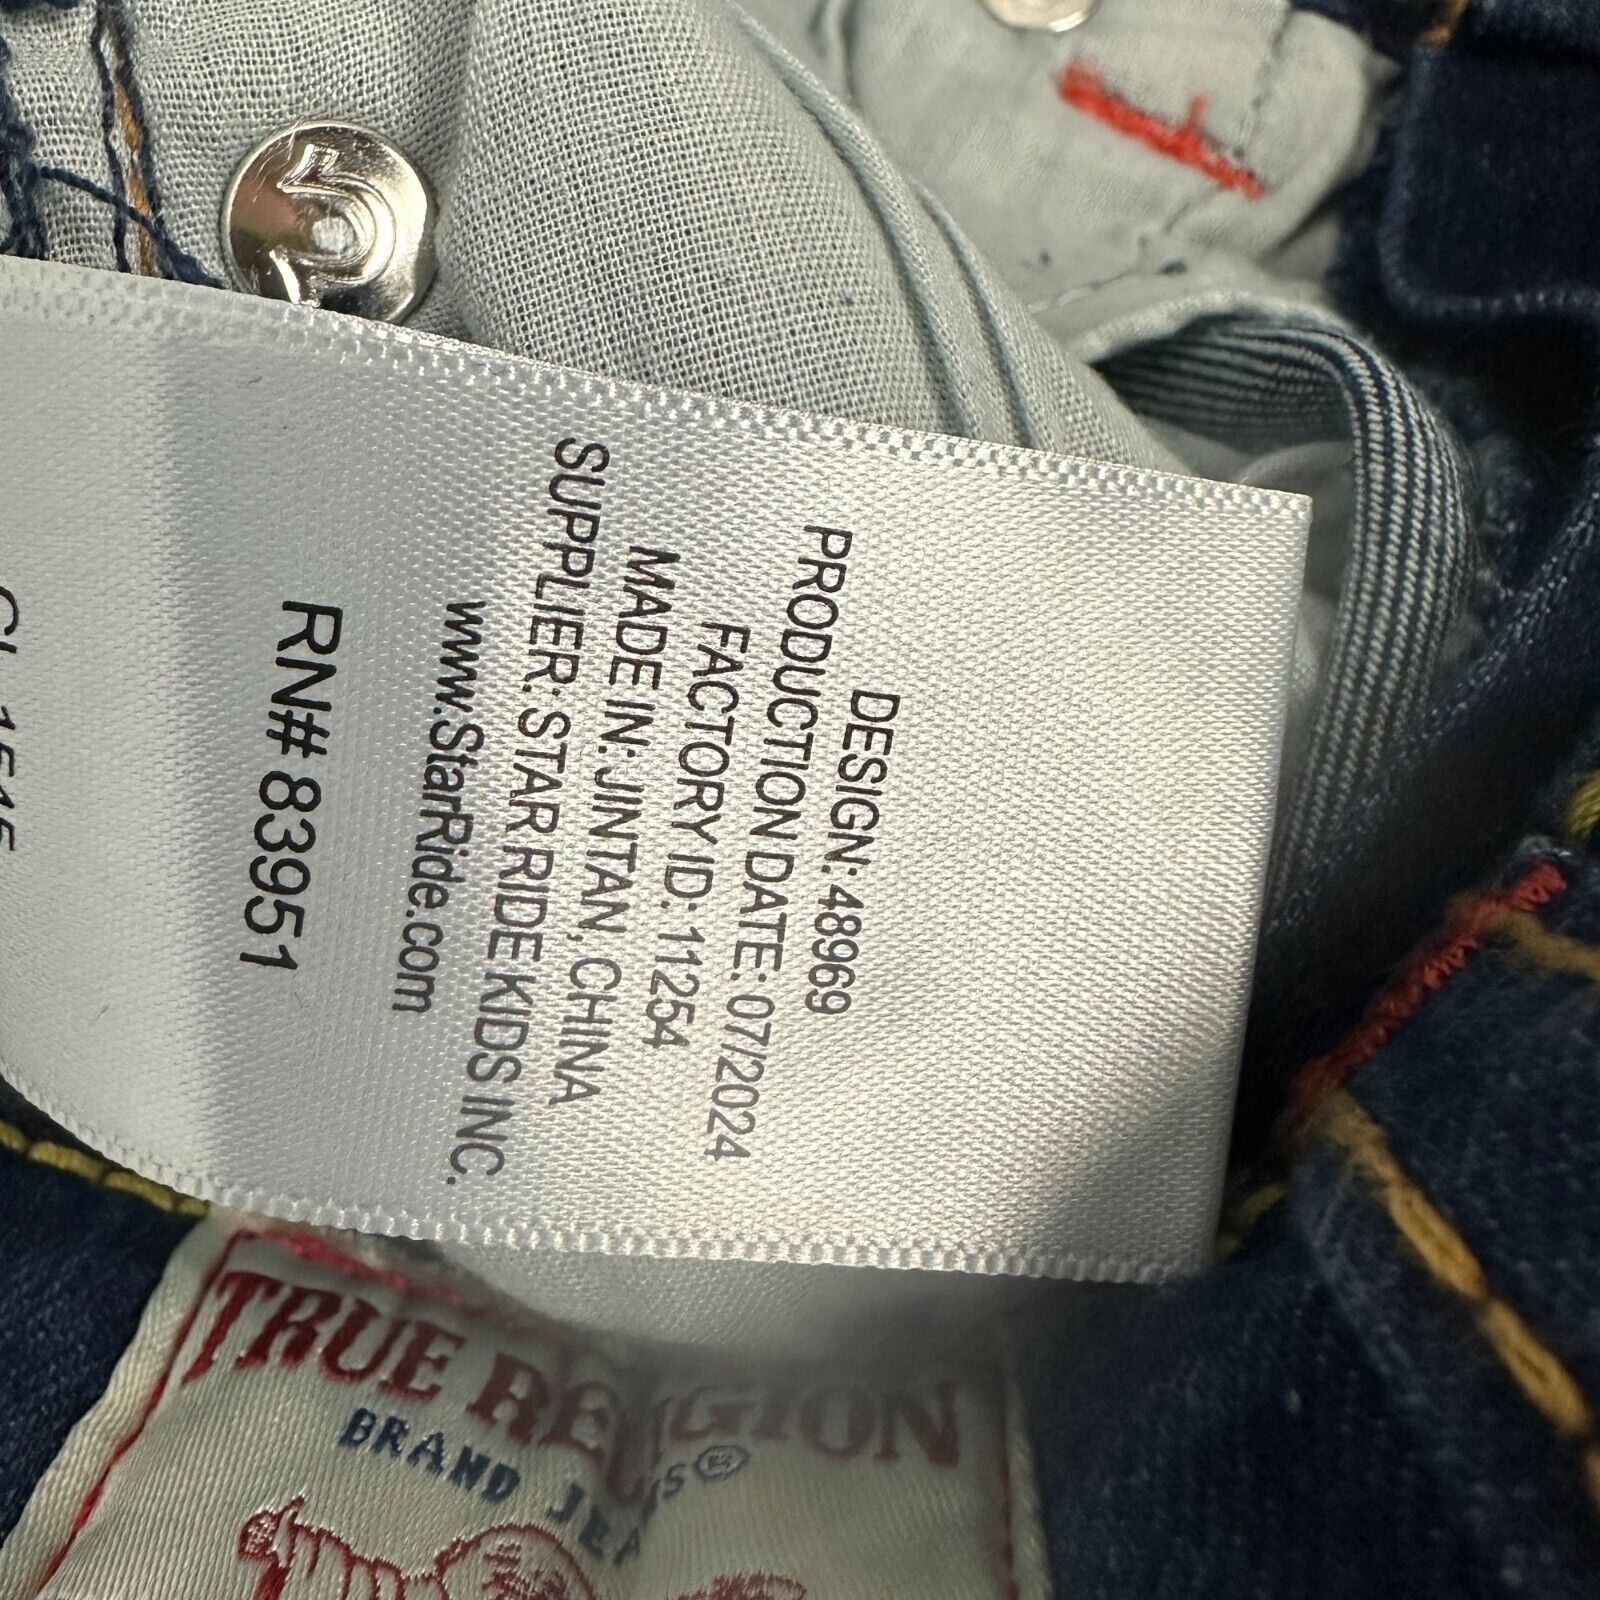 DESIGN: 48969
PRODUCTION DATE: 07/2024
FACTORY ID: 11254
MADE IN: JINTAN, CHINA
SUPPLIER: STAR RIDE KIDS INC.
www.StarRide.com
RN# 83951
TRUE RELIGION
BRAND JEANS®